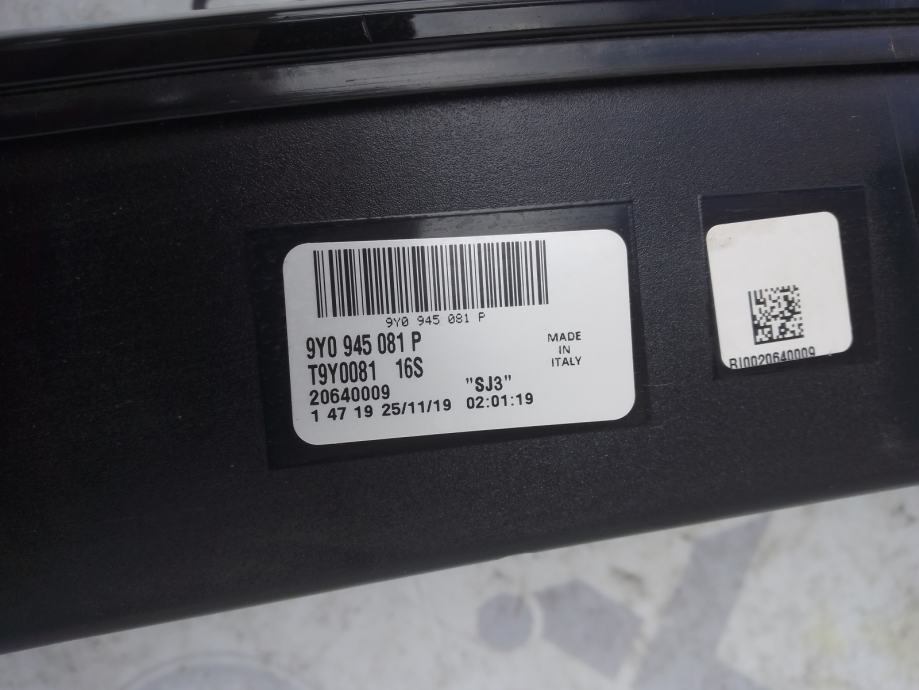 9Y0 945 081 P
9Y0 945 081 P
T9Y0081 16S
20640009 "SJ3"
1 47 19 25/11/19 02:01:19
MADE
IN
ITALY
BI0020640009